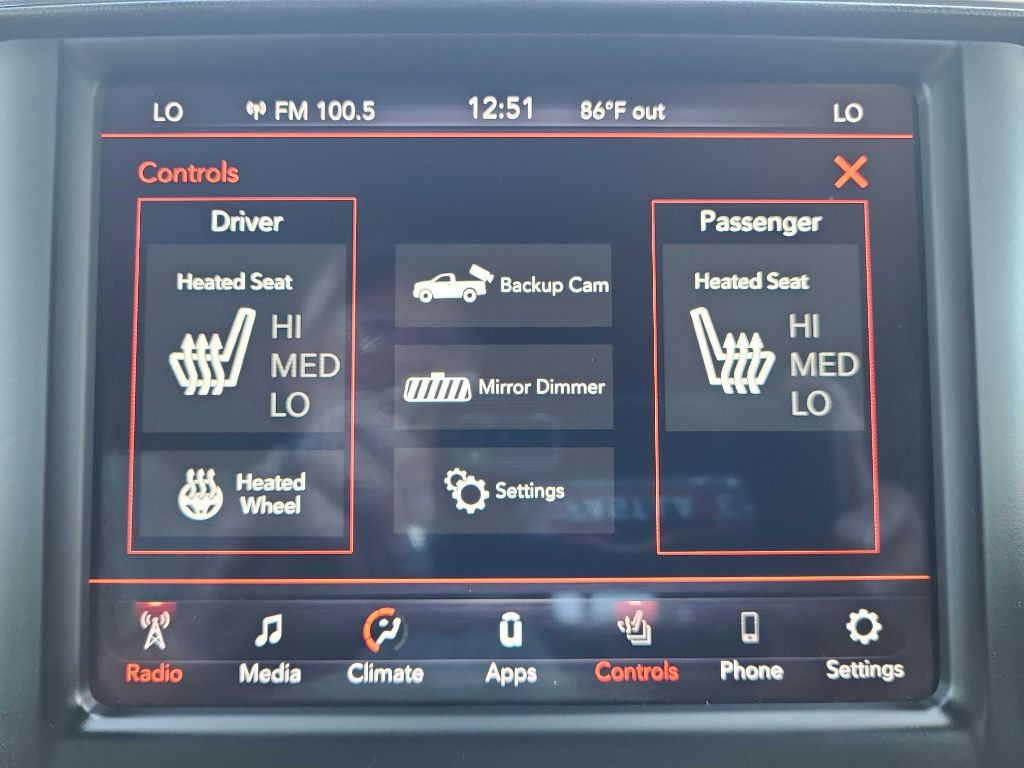 LO FM 100.5 12:51 86°F out LO
Controls
Driver
Heated Seat
HI
MED
LO
Heated
Wheel
Backup Cam
Mirror Dimmer
Settings
Passenger
Heated Seat
HI
MED
LO
Radio Media Climate Apps Controls Phone Settings